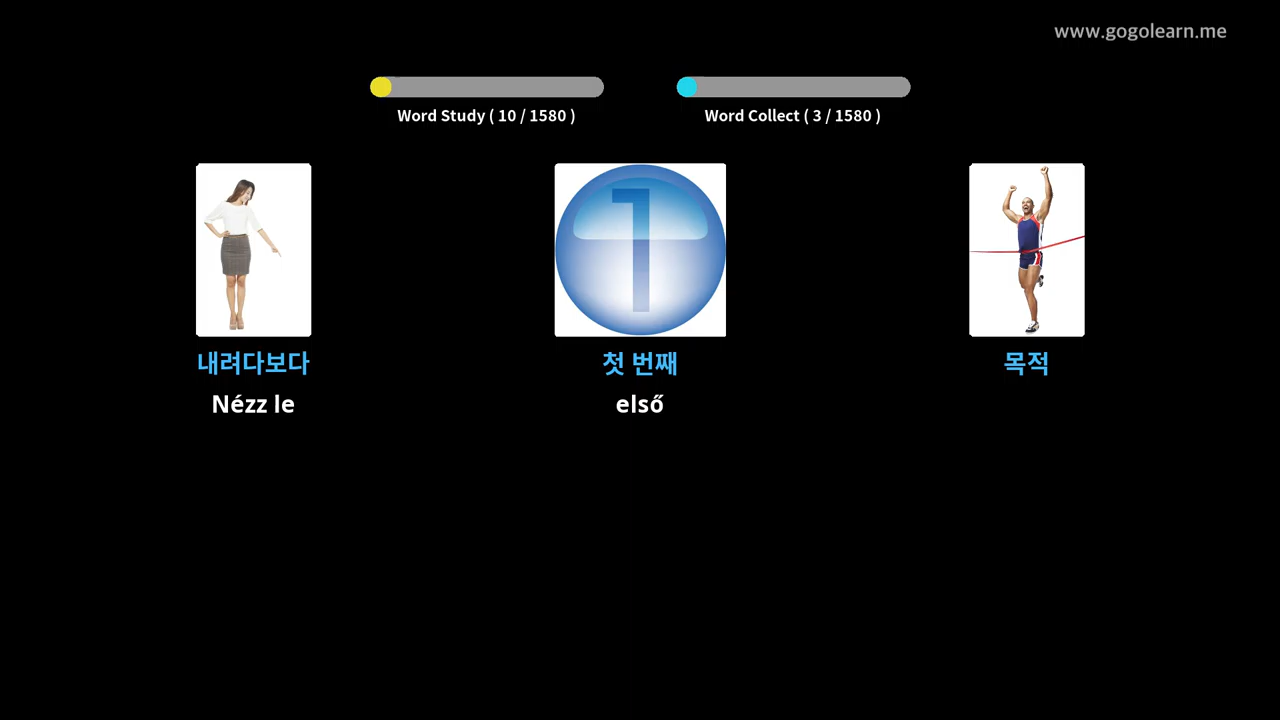 www.gogolearn.me
Word Study ( 10 / 1580 )
Word Collect ( 3 / 1580 )
1
내려다보다
첫 번째
목적
Nézz le
első